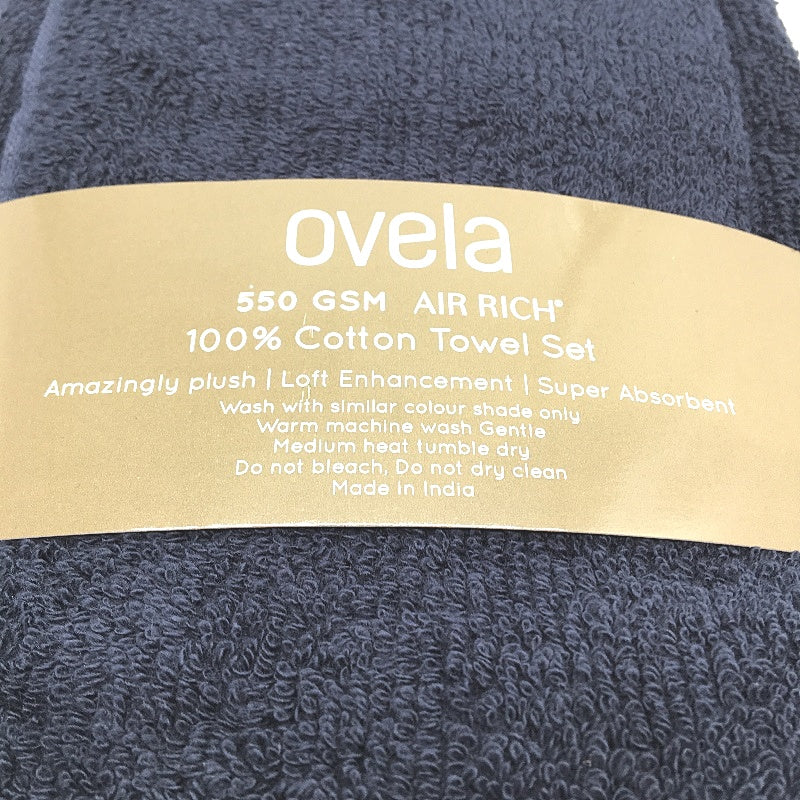 ovela
550 GSM AIR RICH®
100% Cotton Towel Set
Amazingly plush | Loft Enhancement | Super Absorbent
Wash with similar colour shade only
Warm machine wash Gentle
Medium heat tumble dry
Do not bleach, Do not dry clean
Made in India